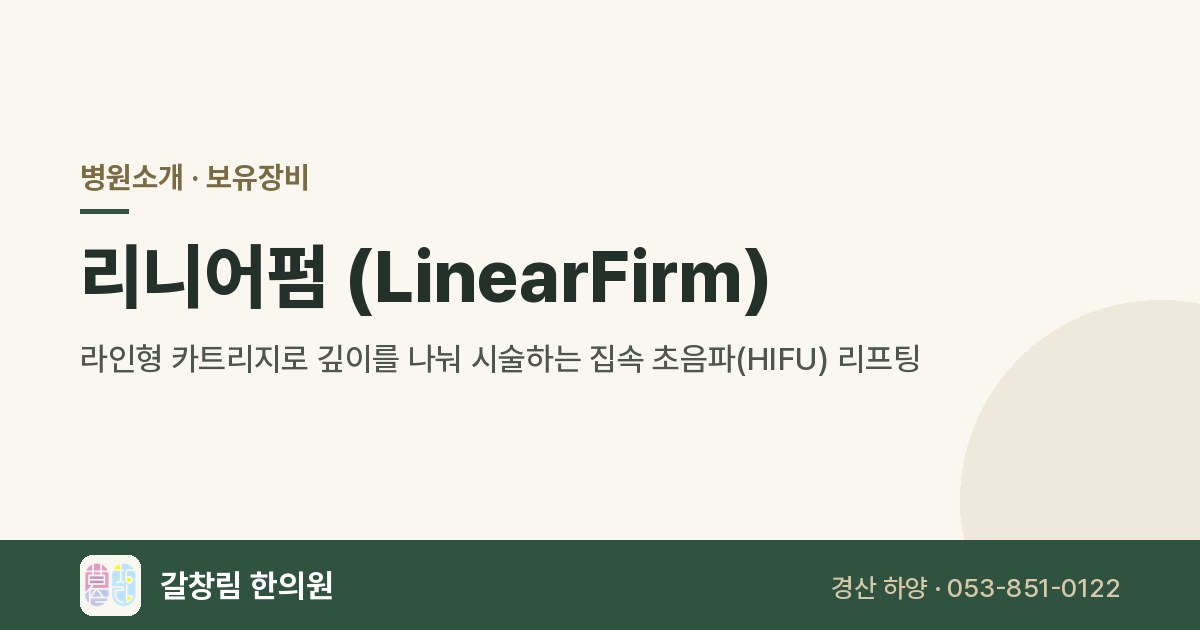 병원소개 · 보유장비
리니어펌 (LinearFirm)
라인형 카트리지로 깊이를 나눠 시술하는 집속 초음파(HIFU) 리프팅
갈창림 한의원
경산 하양 · 053-851-0122